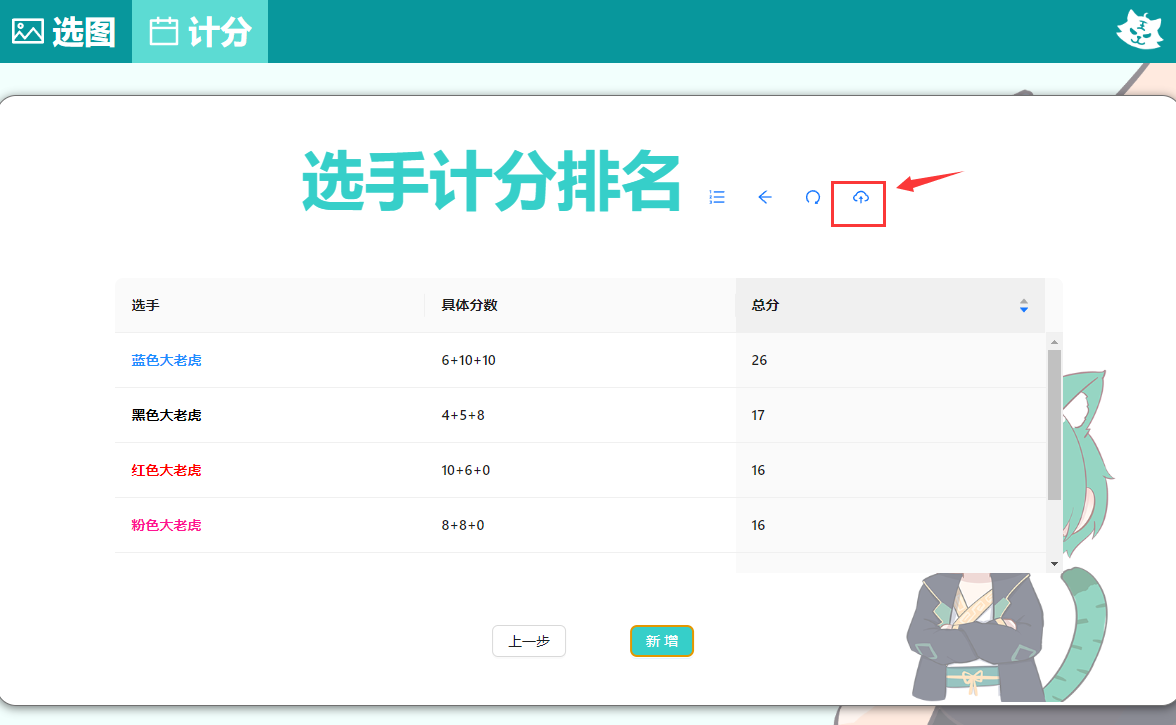 选图 计分
选手计分排名
选手 具体分数 总分
蓝色大老虎 6+10+10 26
黑色大老虎 4+5+8 17
红色大老虎 10+6+0 16
粉色大老虎 8+8+0 16
上一步 新 增